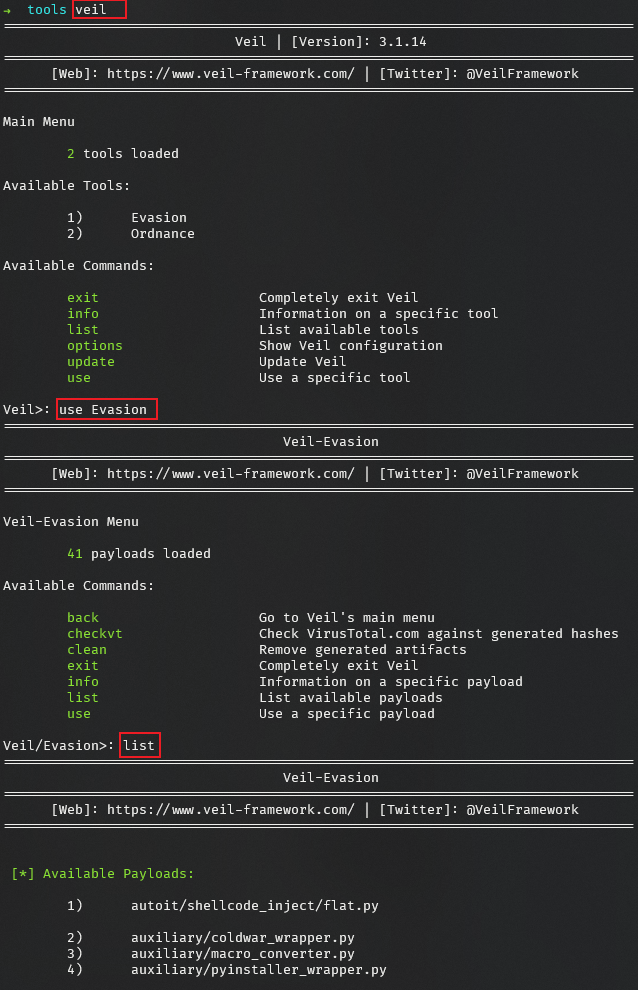 → tools veil
Veil | [Version]: 3.1.14
[Web]: https://www.veil-framework.com/ | [Twitter]: @VeilFramework
Main Menu
2 tools loaded
Available Tools:
1) Evasion
2) Ordnance
Available Commands:
exit Completely exit Veil
info Information on a specific tool
list List available tools
options Show Veil configuration
update Update Veil
use Use a specific tool
Veil>: use Evasion
Veil-Evasion
[Web]: https://www.veil-framework.com/ | [Twitter]: @VeilFramework
Veil-Evasion Menu
41 payloads loaded
Available Commands:
back Go to Veil's main menu
checkvt Check VirusTotal.com against generated hashes
clean Remove generated artifacts
exit Completely exit Veil
info Information on a specific payload
list List available payloads
use Use a specific payload
Veil/Evasion>: list
Veil-Evasion
[Web]: https://www.veil-framework.com/ | [Twitter]: @VeilFramework
[*] Available Payloads:
1) autoit/shellcode_inject/flat.py
2) auxiliary/coldwar_wrapper.py
3) auxiliary/macro_converter.py
4) auxiliary/pyinstaller_wrapper.py